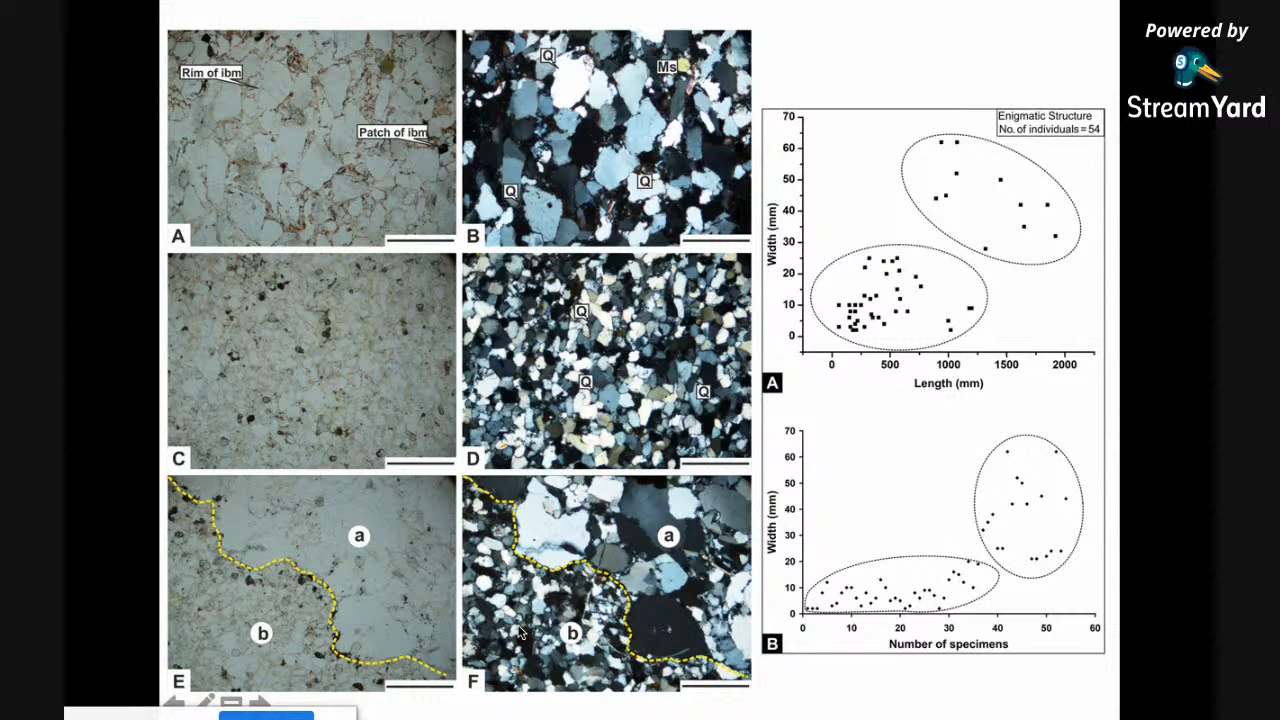 Powered by
StreamYard
Rim of ibm
Patch of ibm
A
Q
Ms
Q
Q
B
C
Q
Q
Q
D
a
b
E
a
b
F
Enigmatic Structure
No. of individuals = 54
70
60
50
40
30
20
10
0
Width (mm)
0 500 1000 1500 2000
Length (mm)
A
70
60
50
40
30
20
10
0
Width (mm)
0 10 20 30 40 50 60
Number of specimens
B